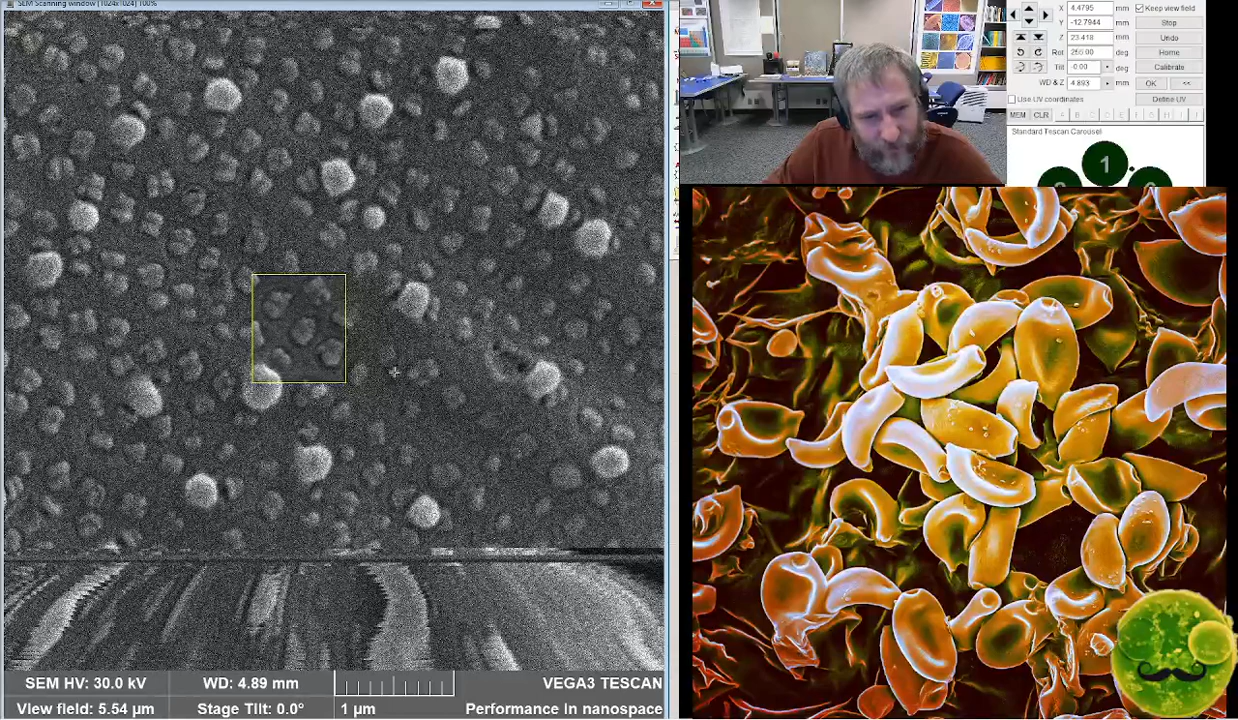 SEM Scanning window [1024x1024] 100%
SEM HV: 30.0 kV
WD: 4.89 mm
VEGA3 TESCAN
View field: 5.54 µm
Stage Tilt: 0.0°
1 µm
Performance in nanospace
X 4.4795 mm
Keep view field
Y -12.7944 mm
Stop
Z 23.418 mm
Undo
Rot 255.00 deg
Home
Tilt -0.00 deg
Calibrate
WD & Z 4.893 mm
OK <<
Use UV coordinates
Define UV
MEM CLR
Standard Tescan Carousel
1